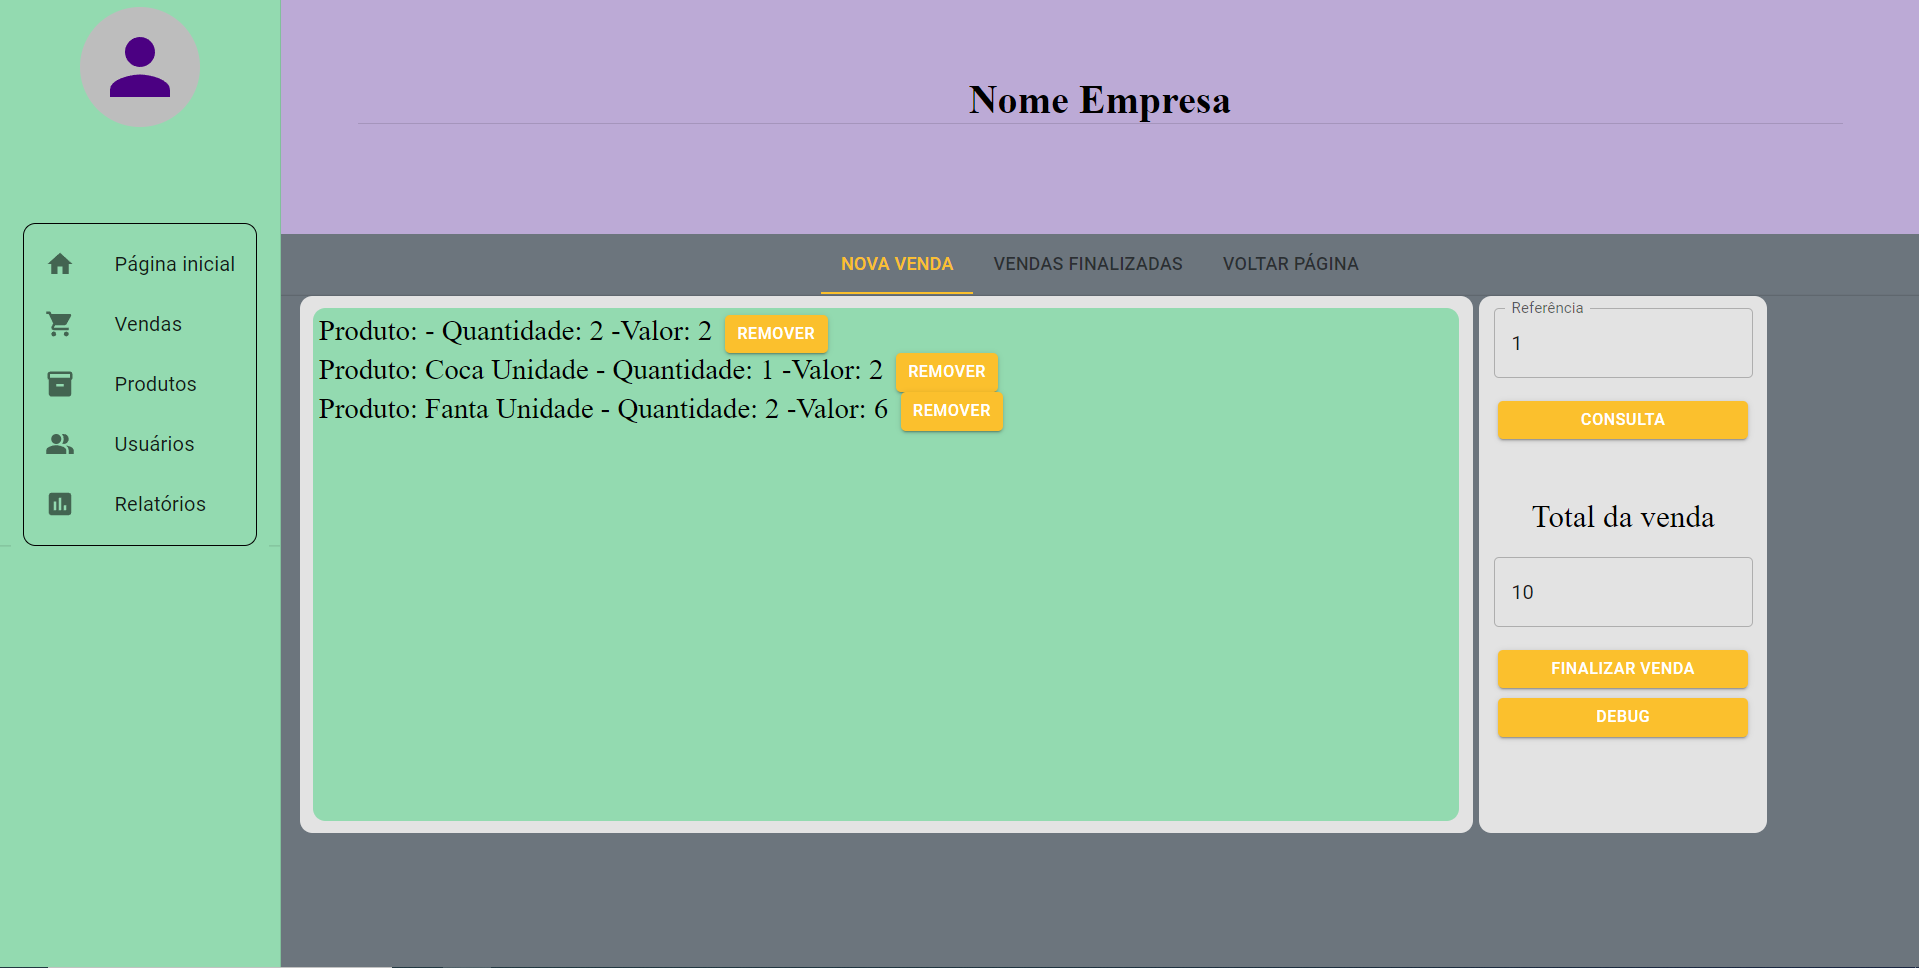 Nome Empresa
Página inicial
Vendas
Produtos
Usuários
Relatórios
NOVA VENDA
VENDAS FINALIZADAS
VOLTAR PÁGINA
Produto: - Quantidade: 2 -Valor: 2 REMOVER
Produto: Coca Unidade - Quantidade: 1 -Valor: 2 REMOVER
Produto: Fanta Unidade - Quantidade: 2 -Valor: 6 REMOVER
Referência
1
CONSULTA
Total da venda
10
FINALIZAR VENDA
DEBUG